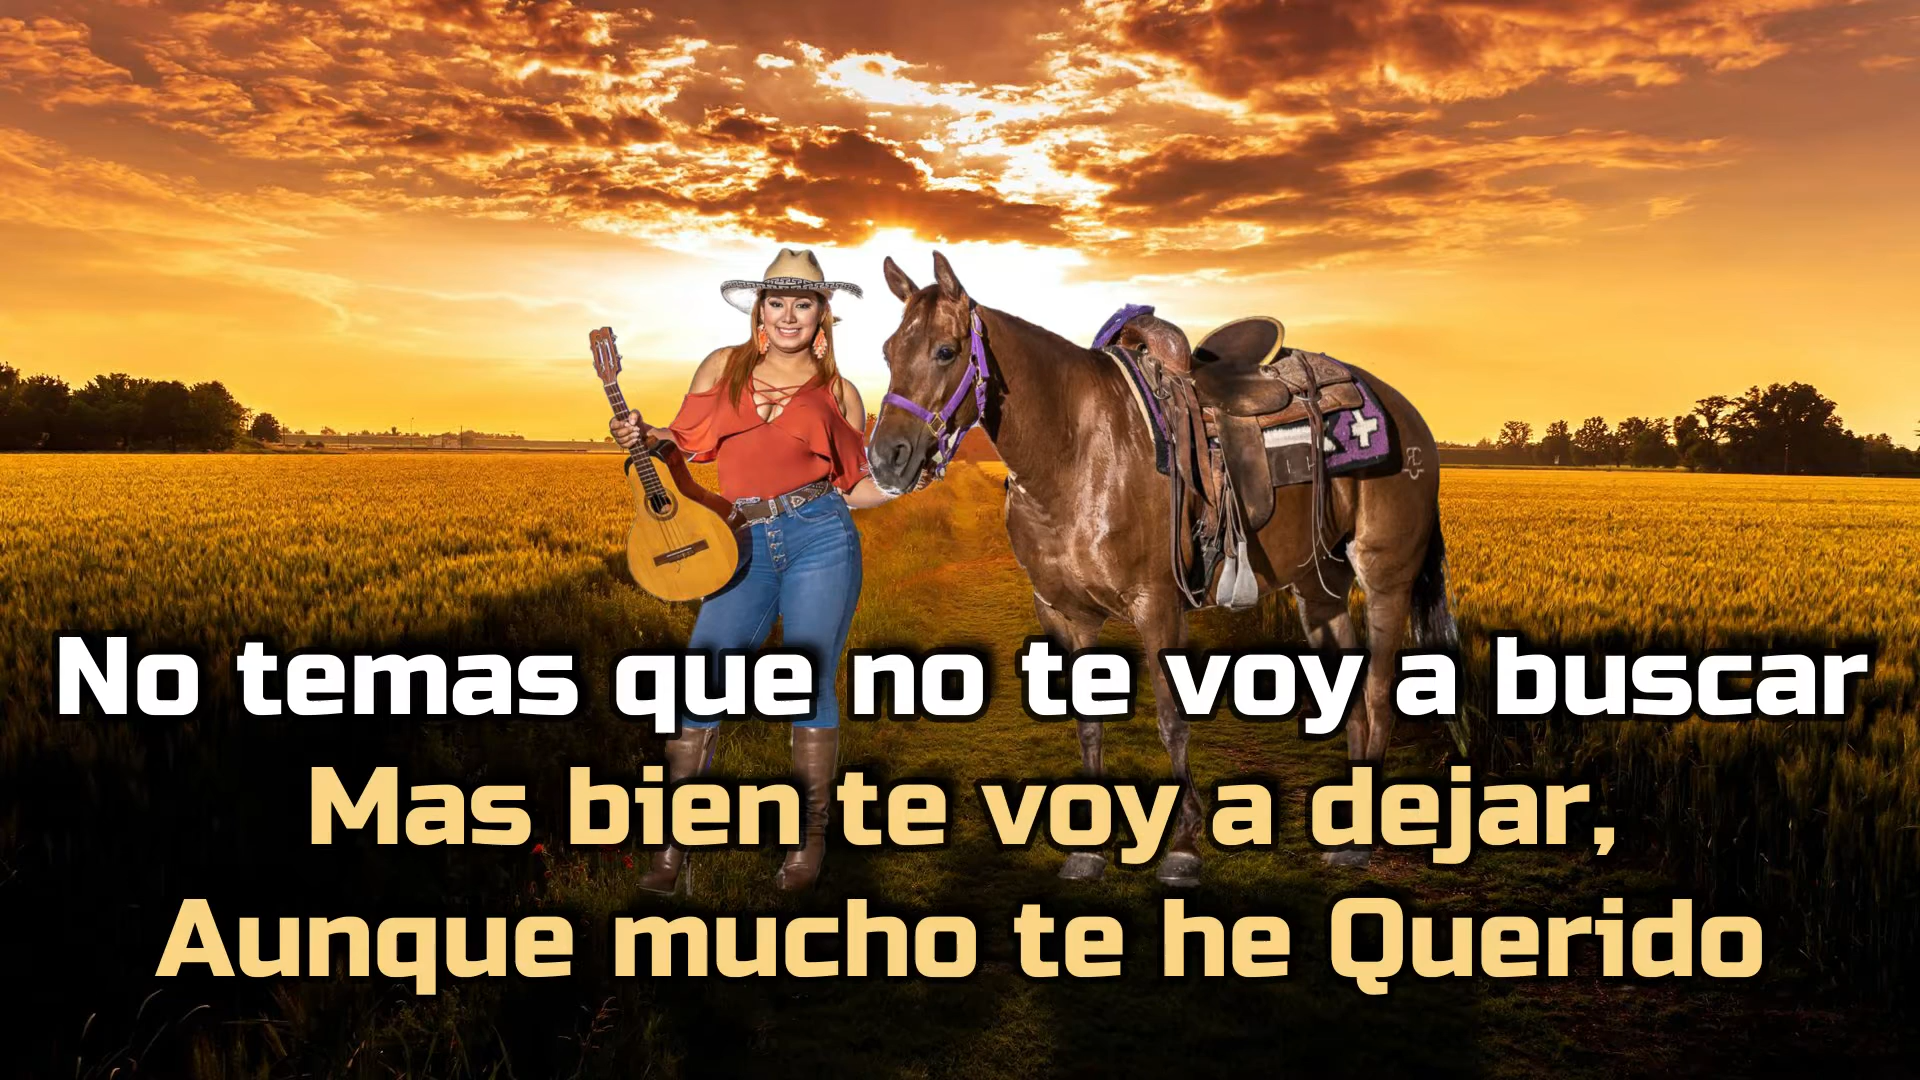 No temas que no te voy a buscar
Mas bien te voy a dejar,
Aunque mucho te he Querido